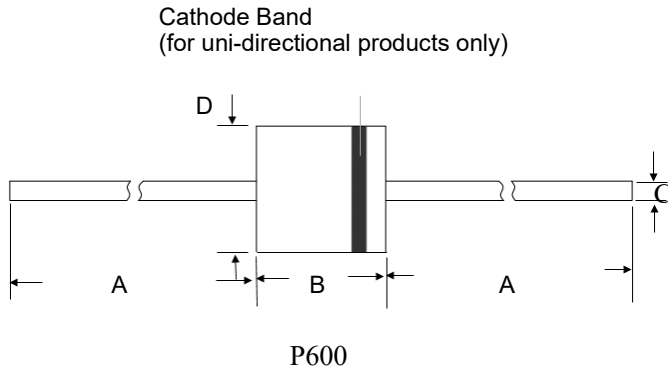 Cathode Band
(for uni-directional products only)
D
C
A
B
A
P600